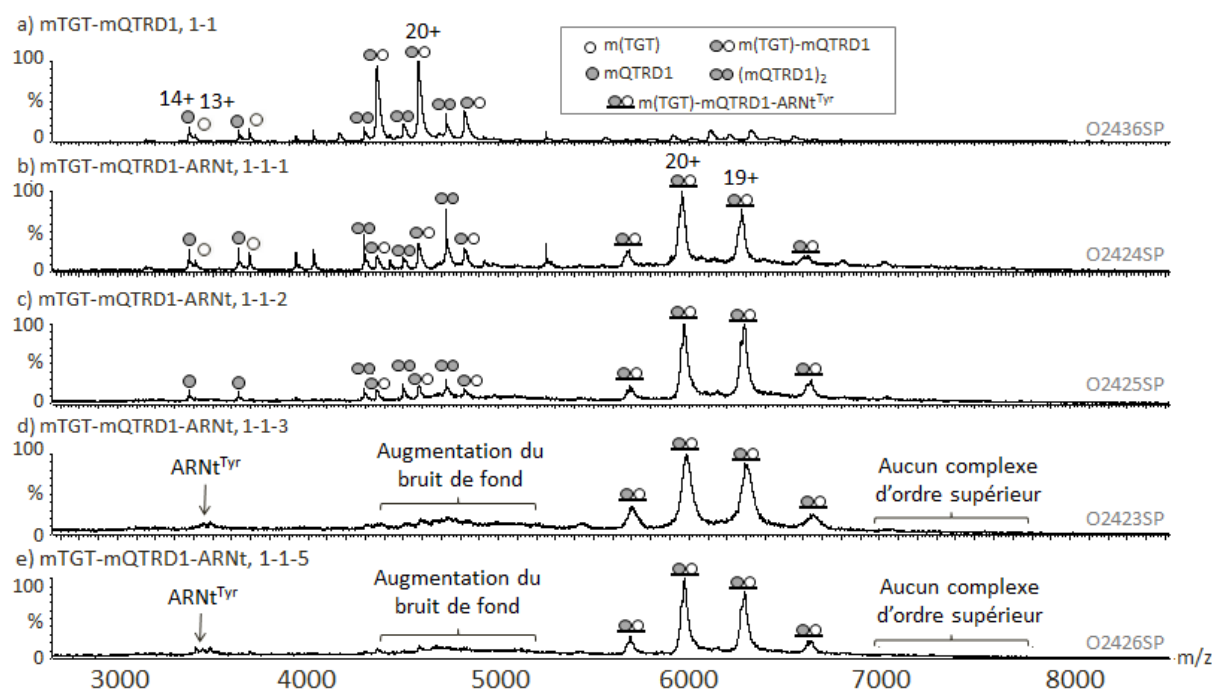 a) mTGT-mQTRD1, 1-1
20+
14+ 13+
100
%
0
m(TGT)
m(TGT)-mQTRD1
mQTRD1
(mQTRD1)₂
m(TGT)-mQTRD1-ARNtᵀʸʳ
O2436SP
b) mTGT-mQTRD1-ARNt, 1-1-1
20+
19+
100
%
0
O2424SP
c) mTGT-mQTRD1-ARNt, 1-1-2
100
%
0
O2425SP
d) mTGT-mQTRD1-ARNt, 1-1-3
100
%
0
ARNtᵀʸʳ
Augmentation du
bruit de fond
Aucun complexe
d'ordre supérieur
O2423SP
e) mTGT-mQTRD1-ARNt, 1-1-5
100
%
0
ARNtᵀʸʳ
Augmentation du
bruit de fond
Aucun complexe
d'ordre supérieur
O2426SP
3000 4000 5000 6000 7000 8000 m/z